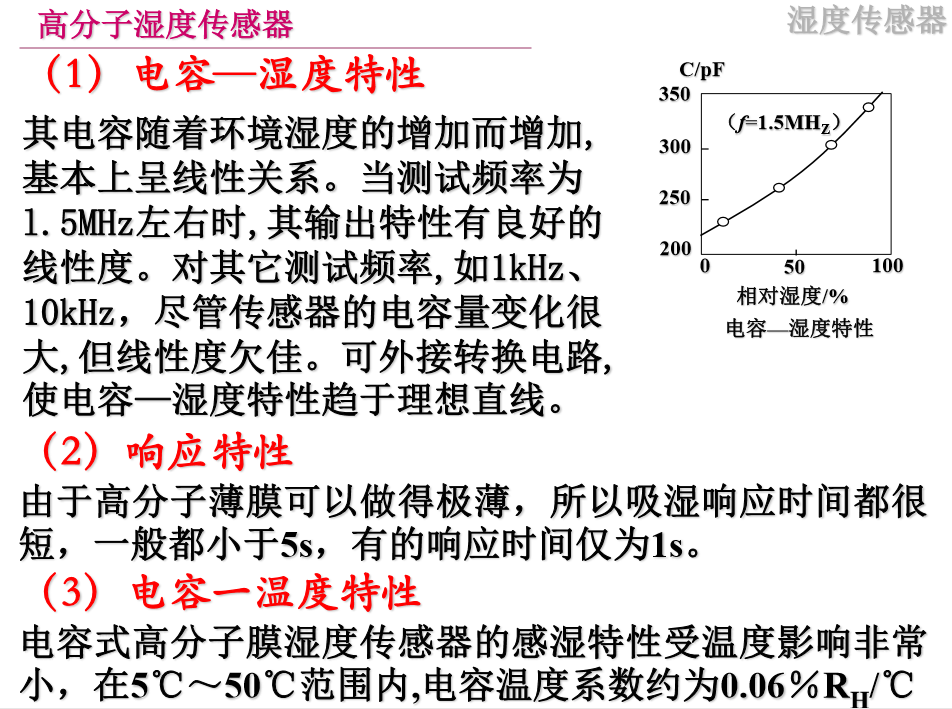 高分子湿度传感器
湿度传感器
（1）电容—湿度特性
其电容随着环境湿度的增加而增加,
基本上呈线性关系。当测试频率为
1.5MHz左右时,其输出特性有良好的
线性度。对其它测试频率,如1kHz、
10kHz，尽管传感器的电容量变化很
大,但线性度欠佳。可外接转换电路,
使电容—湿度特性趋于理想直线。
C/pF
350
（f=1.5MHZ）
300
250
200
0 50 100
相对湿度/%
电容—湿度特性
（2）响应特性
由于高分子薄膜可以做得极薄，所以吸湿响应时间都很
短，一般都小于5s，有的响应时间仅为1s。
（3）电容一温度特性
电容式高分子膜湿度传感器的感湿特性受温度影响非常
小，在5℃～50℃范围内,电容温度系数约为0.06％RH/℃